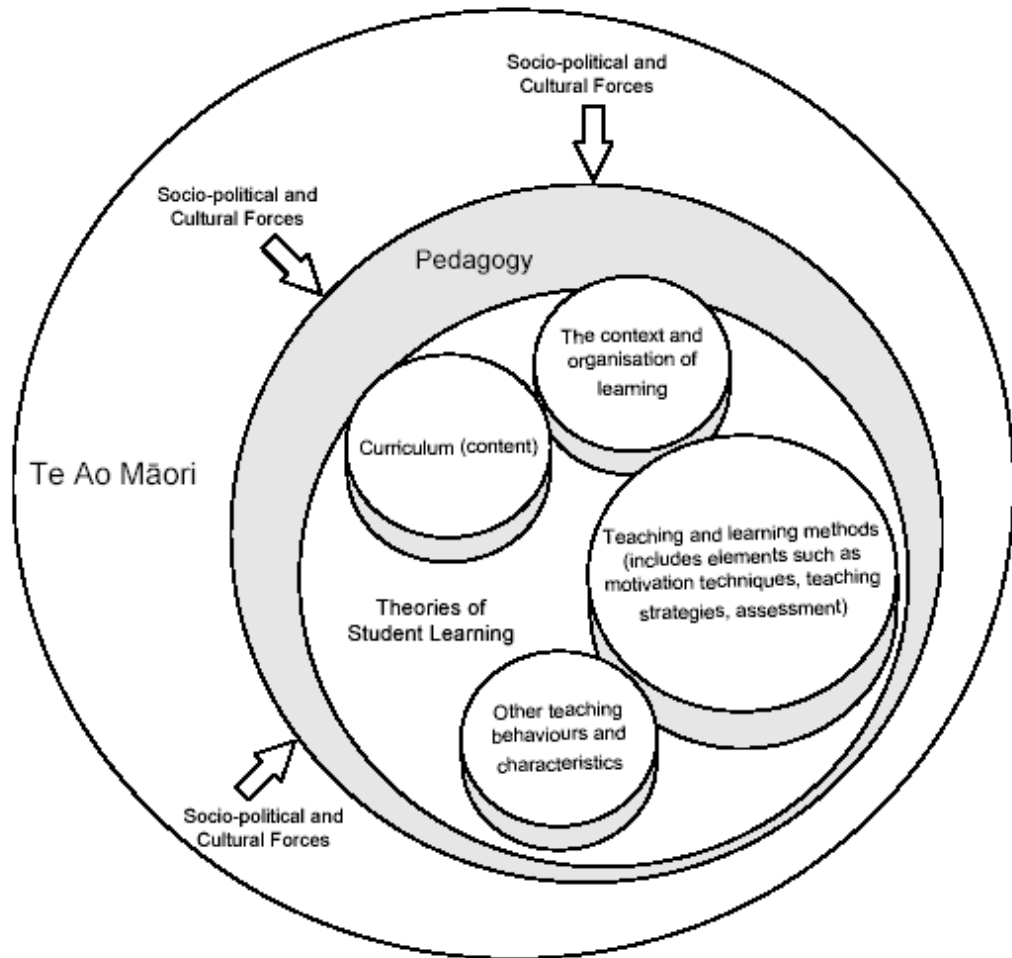 Socio-political and
Cultural Forces
Socio-political and
Cultural Forces
Pedagogy
The context and
organisation of
learning
Curriculum (content)
Te Ao Māori
Teaching and learning methods
(includes elements such as
motivation techniques, teaching
strategies, assessment)
Theories of
Student Learning
Other teaching
behaviours and
characteristics
Socio-political and
Cultural Forces